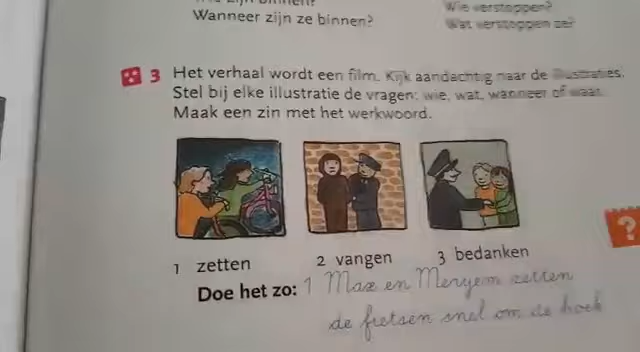 Wanneer zijn ze binnen?
Wie verstoppen?
Wat verstoppen ze?
3 Het verhaal wordt een film. Kijk aandachtig naar de illustraties.
Stel bij elke illustratie de vragen: wie, wat, wanneer of waar.
Maak een zin met het werkwoord.
1 zetten
2 vangen
3 bedanken
?
Doe het zo: 1 Max en Meryem zetten
de fietsen snel om de hoek